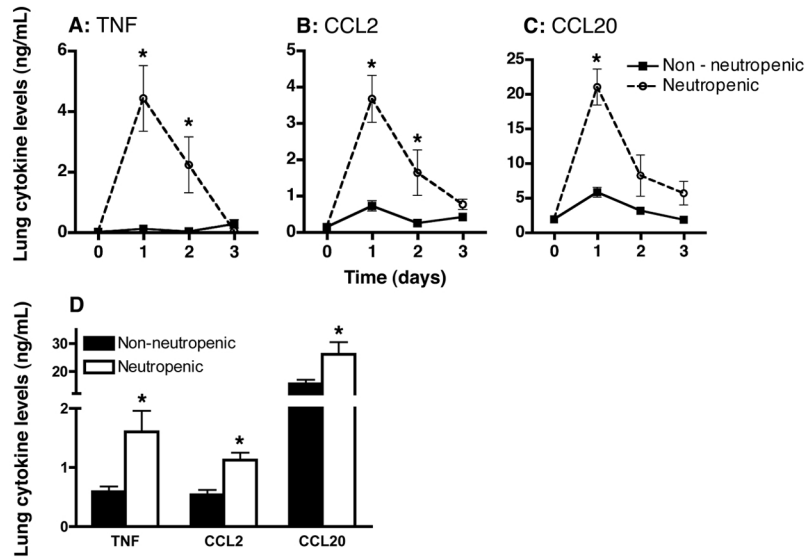 A: TNF
B: CCL2
C: CCL20
Lung cytokine levels (ng/mL)
6
4
2
0
0 1 2 3
*
*
5
4
3
2
1
0
0 1 2 3
*
*
25
20
15
10
5
0
0 1 2 3
*
Non - neutropenic
Neutropenic
Time (days)
D
Lung cytokine levels (ng/mL)
30
20
2
1
0
Non-neutropenic
Neutropenic
*
*
*
TNF CCL2 CCL20